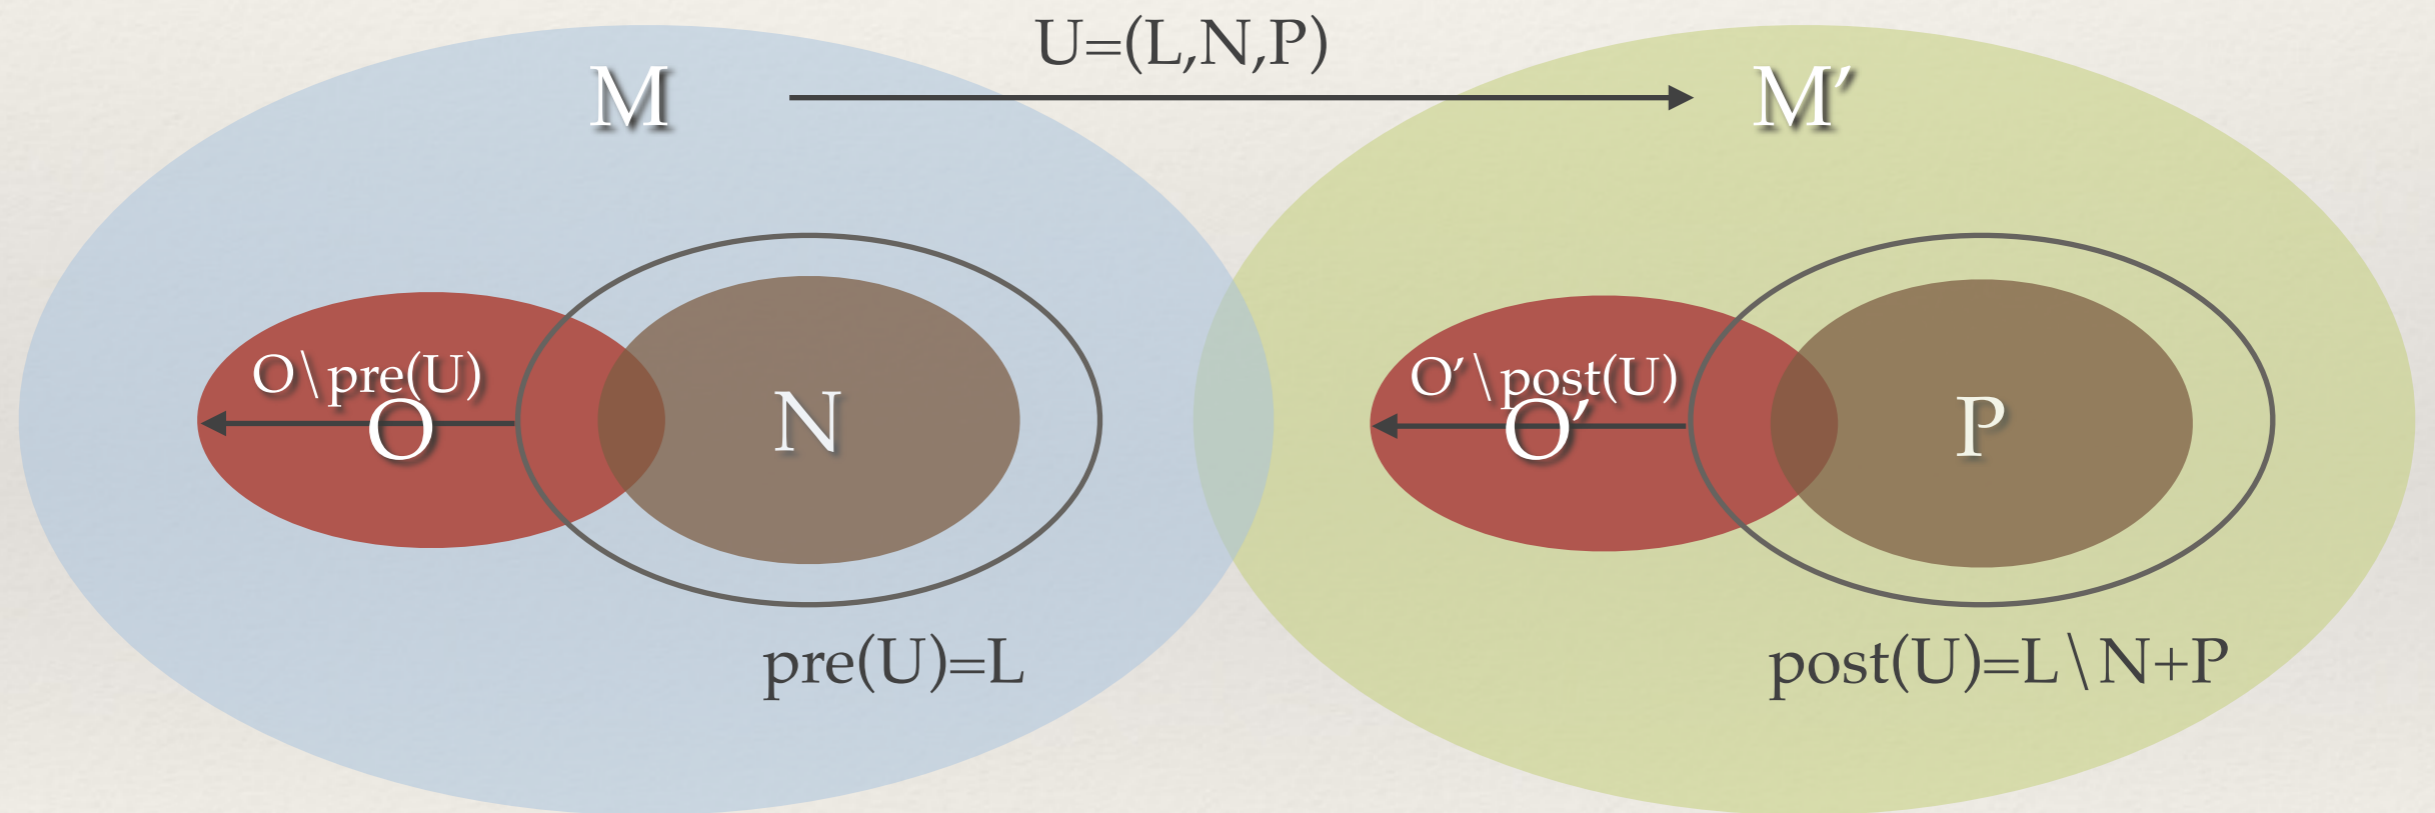 U=(L,N,P)
M
M′
O\pre(U)
O
N
O′\post(U)
O′
P
pre(U)=L
post(U)=L\N+P